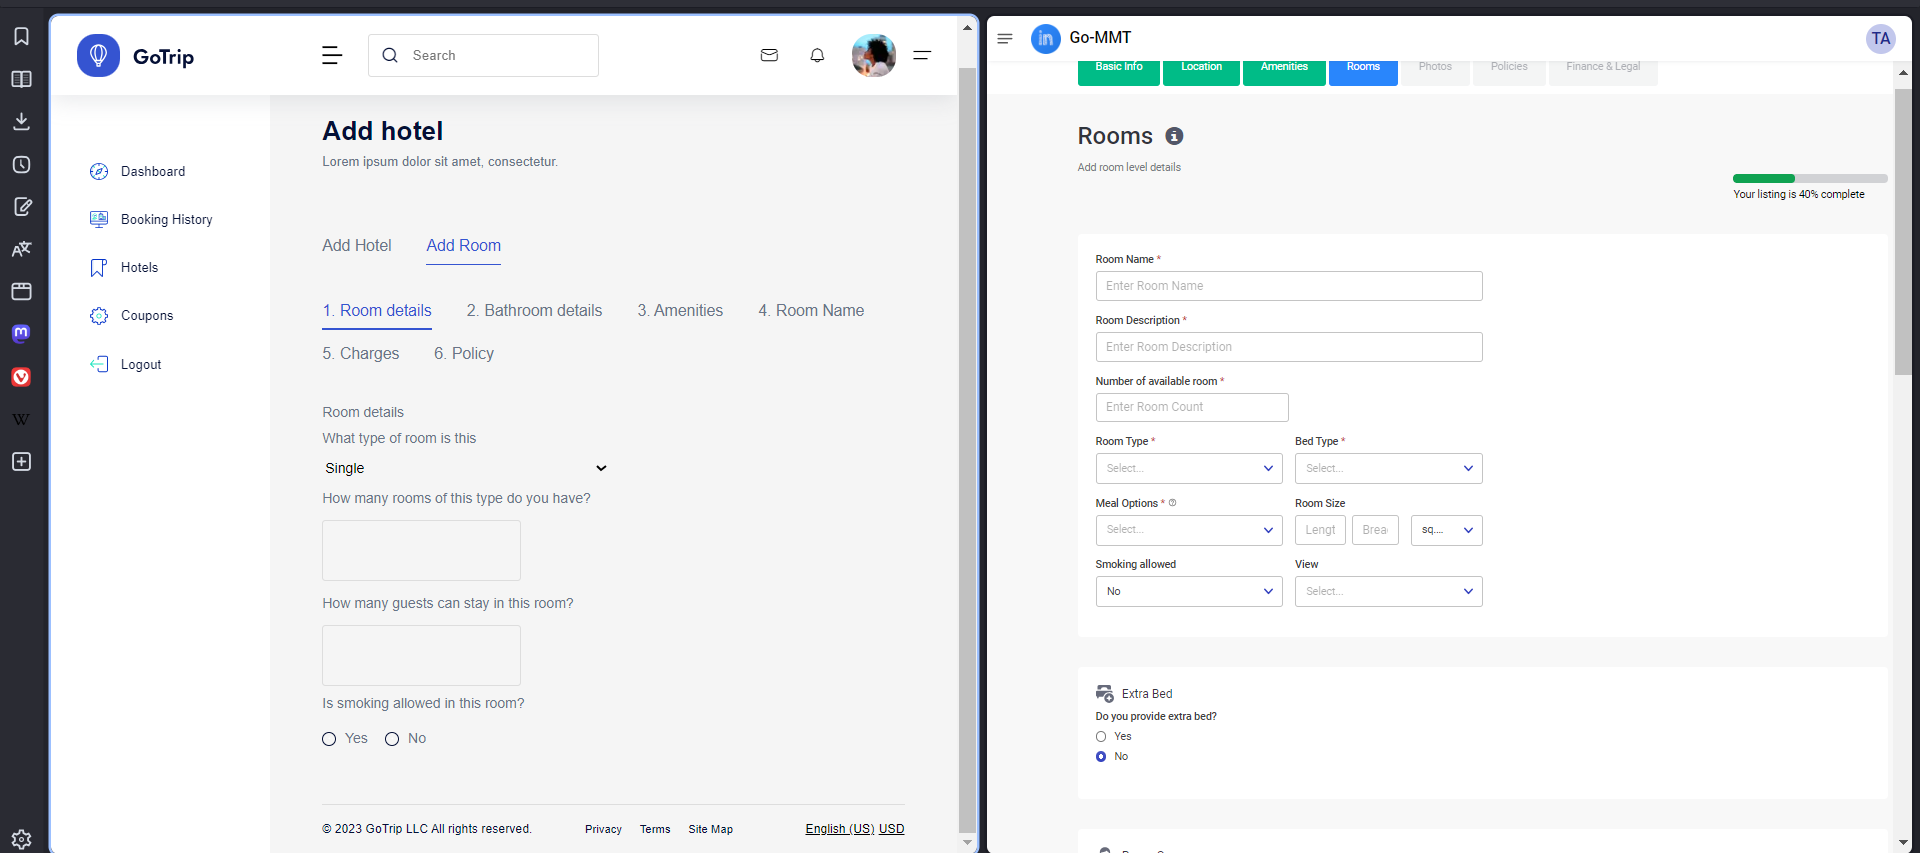 GoTrip
Search
Dashboard
Booking History
Hotels
Coupons
Logout
Add hotel
Lorem ipsum dolor sit amet, consectetur.
Add Hotel
Add Room
1. Room details
2. Bathroom details
3. Amenities
4. Room Name
5. Charges
6. Policy
Room details
What type of room is this
Single
How many rooms of this type do you have?
How many guests can stay in this room?
Is smoking allowed in this room?
Yes
No
© 2023 GoTrip LLC All rights reserved.
Privacy
Terms
Site Map
English (US) USD
in
Go-MMT
TA
Basic Info
Location
Amenities
Rooms
Photos
Policies
Finance & Legal
Rooms
Add room level details
Your listing is 40% complete
Room Name *
Enter Room Name
Room Description *
Enter Room Description
Number of available room *
Enter Room Count
Room Type *
Bed Type *
Select...
Select...
Meal Options *
Room Size
Select...
Lengt
Brea
sq....
Smoking allowed
View
No
Select...
Extra Bed
Do you provide extra bed?
Yes
No